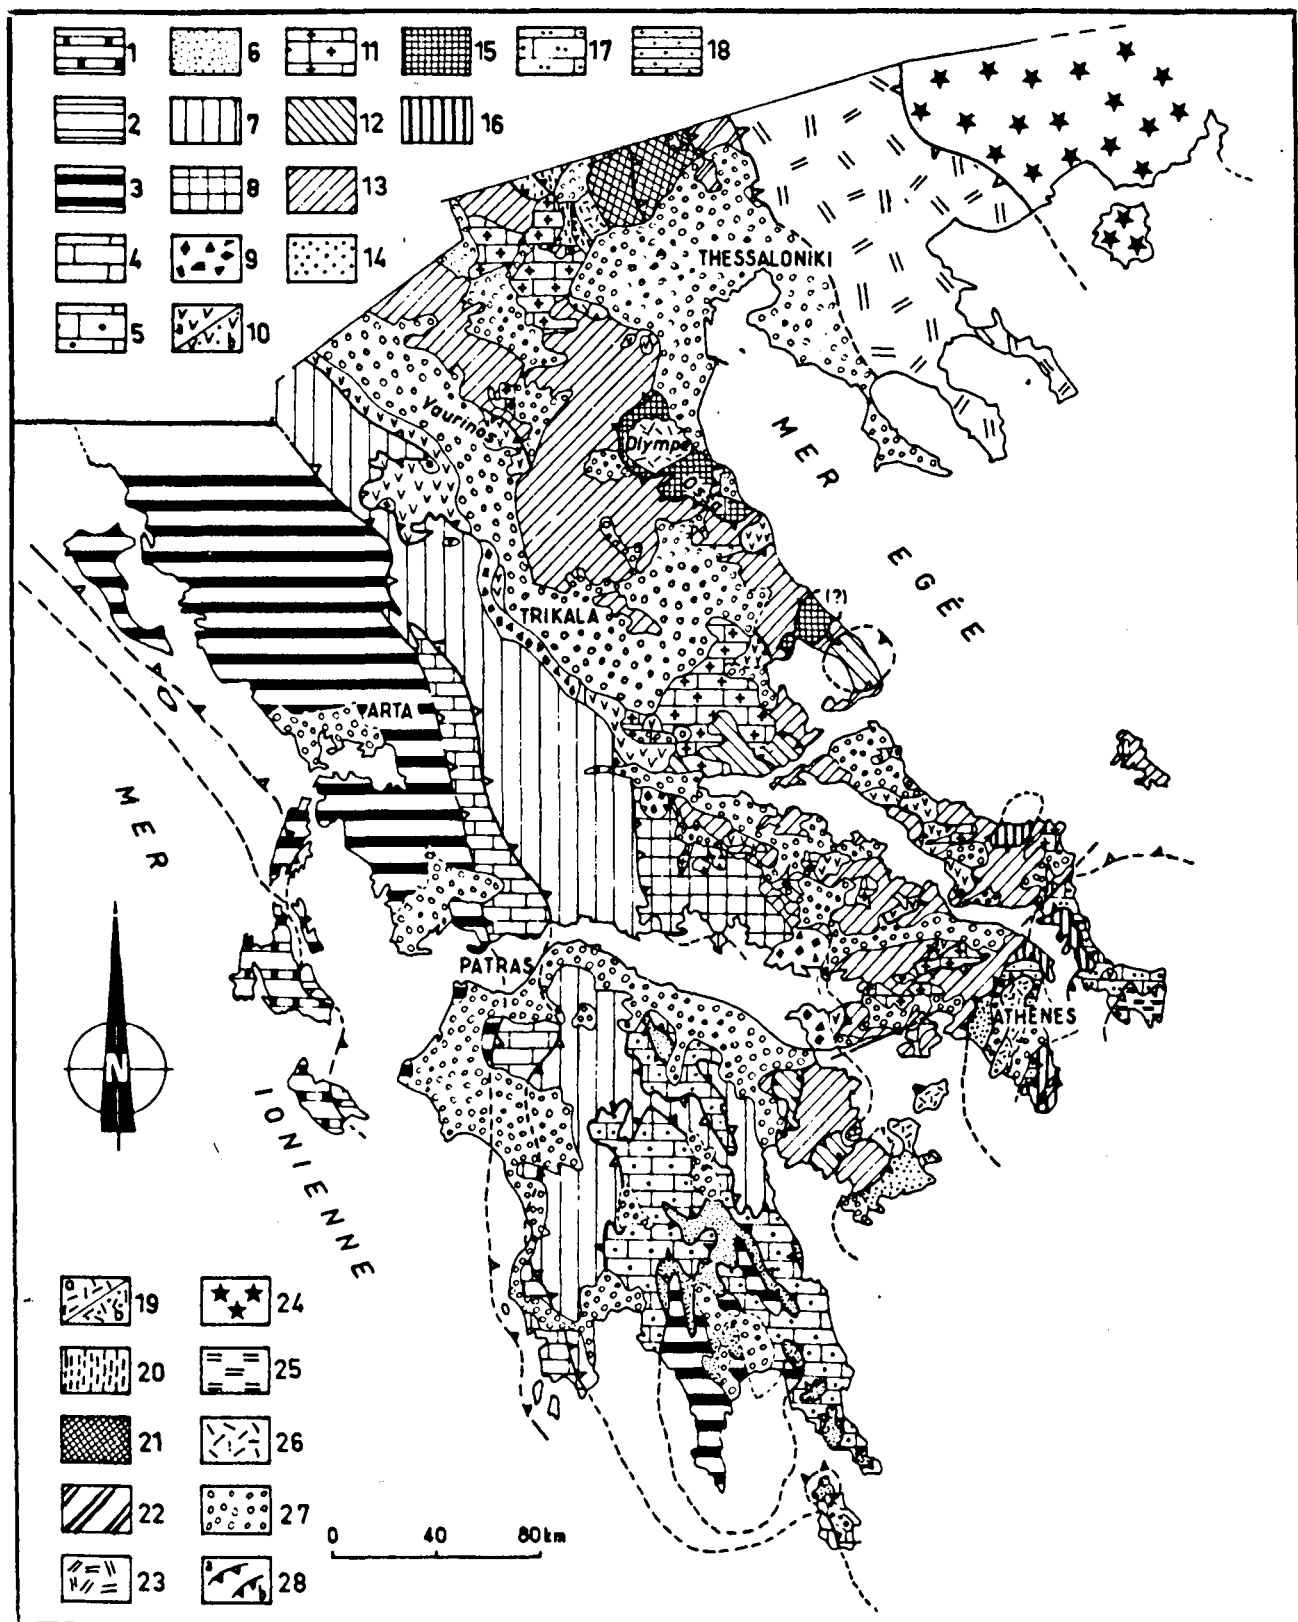 1 6 11 15 17 18
2 7 12 16
3 8 13
4 9 14
5 a b 10
THESSALONIKI
Vourinos
Olympe
Ossa
MER EGÉE
(?)
TRIKALA
ARTA
MER IONIENNE
PATRAS
ATHENES
N
a b 19 24
20 25
21 26
22 27
23 a b 28
0 40 80km